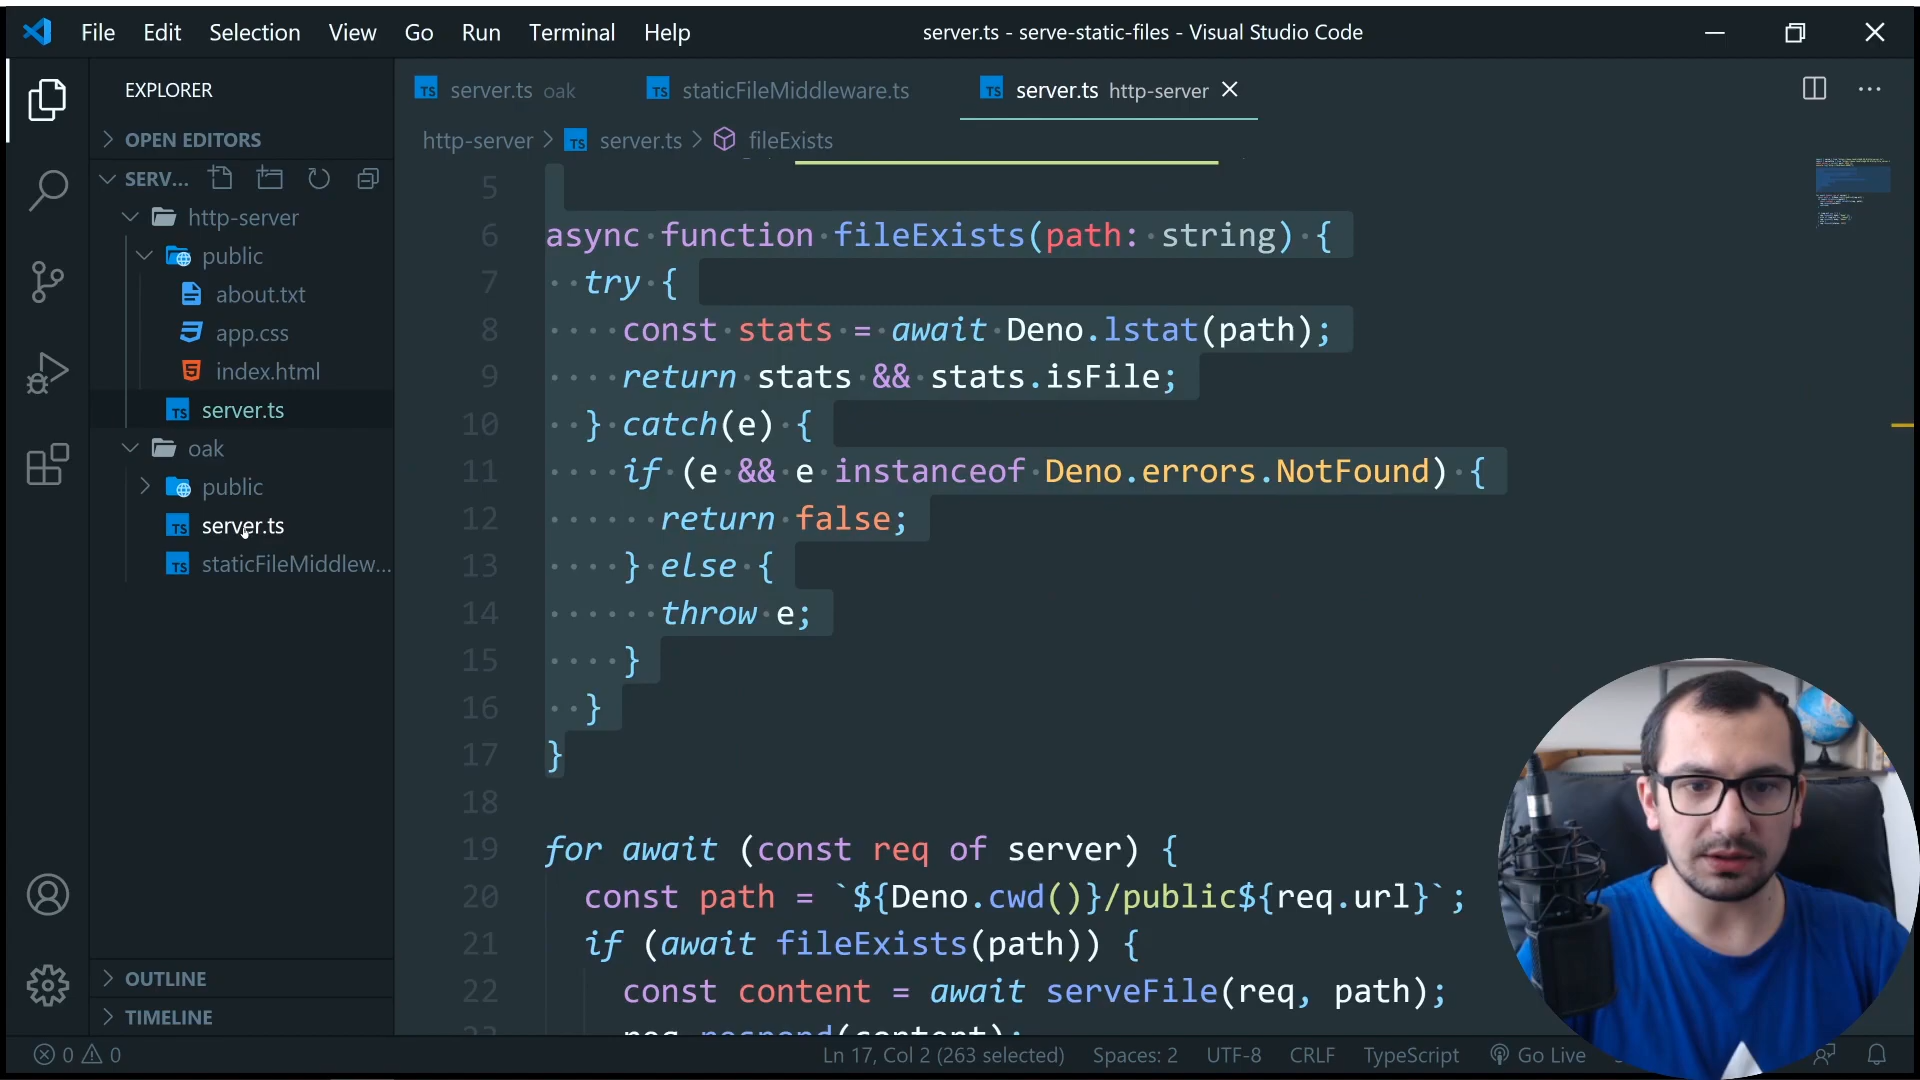 File Edit Selection View Go Run Terminal Help
server.ts - serve-static-files - Visual Studio Code
EXPLORER
OPEN EDITORS
SERV...
http-server
public
about.txt
app.css
index.html
server.ts
oak
public
server.ts
staticFileMiddlew...
OUTLINE
TIMELINE
server.ts oak
staticFileMiddleware.ts
server.ts http-server
http-server > server.ts > fileExists
5
6 async function fileExists(path: string) {
7 try {
8 const stats = await Deno.lstat(path);
9 return stats && stats.isFile;
10 } catch(e) {
11 if (e && e instanceof Deno.errors.NotFound) {
12 return false;
13 } else {
14 throw e;
15 }
16 }
17 }
18
19 for await (const req of server) {
20 const path = `${Deno.cwd()}/public${req.url}`;
21 if (await fileExists(path)) {
22 const content = await serveFile(req, path);
23 req.respond(content);
0 0
Ln 17, Col 2 (263 selected) Spaces: 2 UTF-8 CRLF TypeScript Go Live